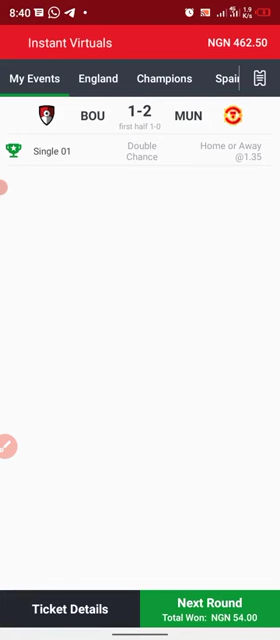 8:40
1.9 K/s
Instant Virtuals NGN 462.50
My Events England Champions Spai
BOU 1-2 MUN
first half 1-0
Single 01 Double Chance Home or Away @1.35
Ticket Details Next Round
Total Won: NGN 54.00